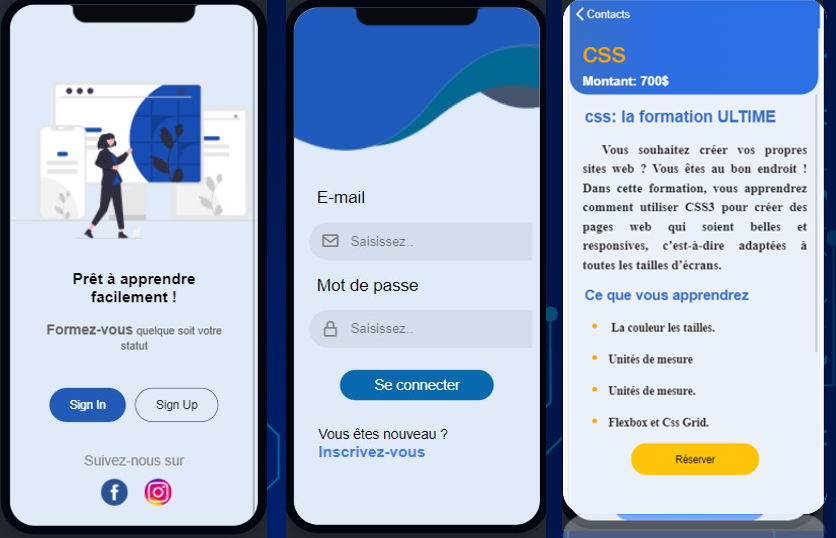 Prêt à apprendre
facilement !
Formez-vous quelque soit votre
statut
Sign In
Sign Up
Suivez-nous sur
E-mail
Saisissez..
Mot de passe
Saisissez..
Se connecter
Vous êtes nouveau ?
Inscrivez-vous
Contacts
CSS
Montant: 700$
css: la formation ULTIME
Vous souhaitez créer vos propres
sites web ? Vous êtes au bon endroit !
Dans cette formation, vous apprendrez
comment utiliser CSS3 pour créer des
pages web qui soient belles et
responsives, c'est-à-dire adaptées à
toutes les tailles d'écrans.
Ce que vous apprendrez
• La couleur les tailles.
• Unités de mesure
• Unités de mesure.
• Flexbox et Css Grid.
Rèserver